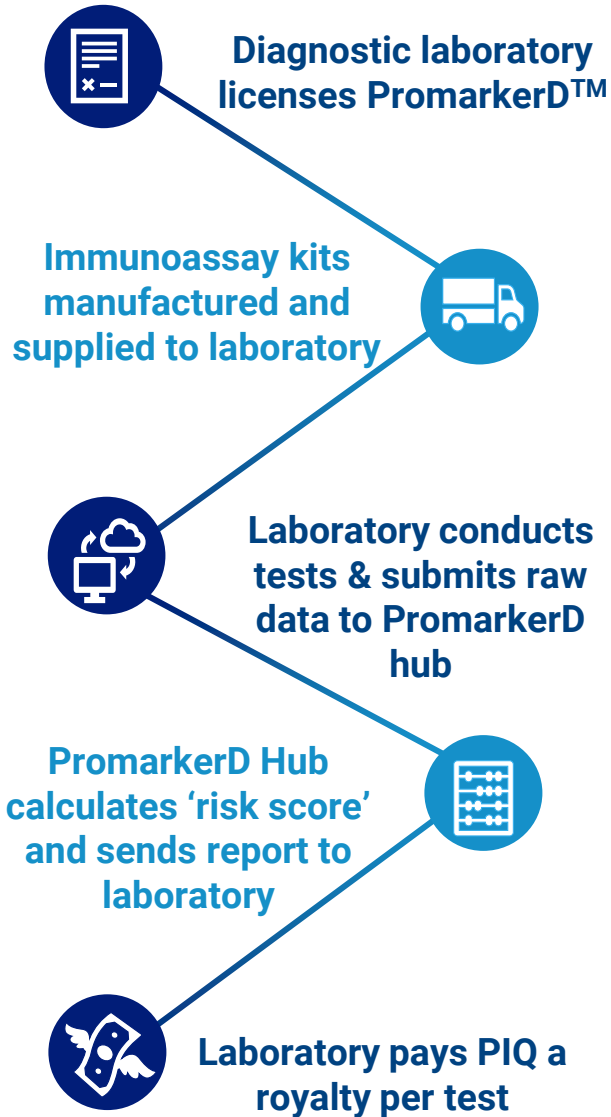 Diagnostic laboratory
licenses PromarkerD™
Immunoassay kits
manufactured and
supplied to laboratory
Laboratory conducts
tests & submits raw
data to PromarkerD
hub
PromarkerD Hub
calculates ‘risk score’
and sends report to
laboratory
Laboratory pays PIQ a
royalty per test